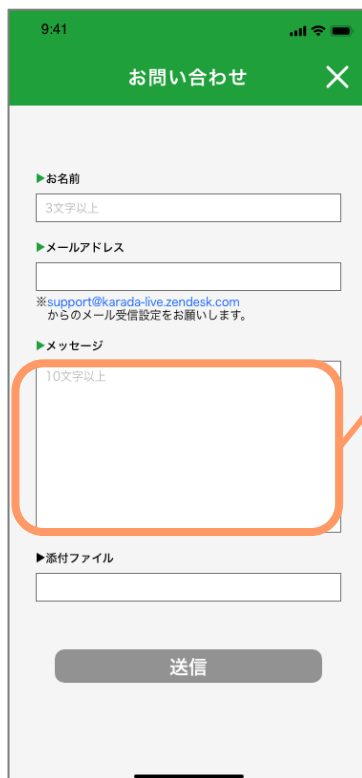 9:41
お問い合わせ
▶お名前
3文字以上
▶メールアドレス
※support@karada-live.zendesk.com
からのメール受信設定をお願いします。
▶メッセージ
10文字以上
▶添付ファイル
送信